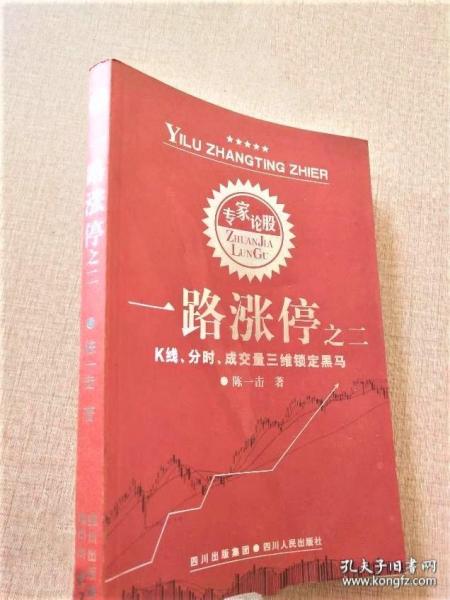 ★★★★★
YILU ZHANGTING ZHIER
专家论股
ZHUANJIA
LUNGU
一路涨停之二
K线、分时、成交量三维锁定黑马
●陈一击 著
四川出版集团●四川人民出版社
涨停之二
●陈一击 著
孔夫子旧书网
www.kongfz.com